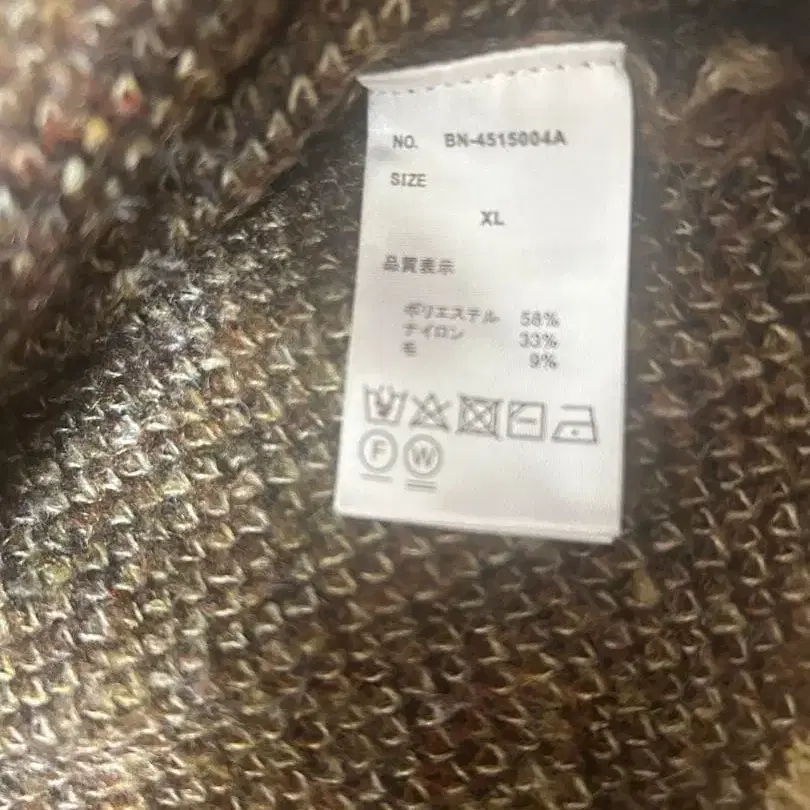 NO. BN-4515004A
SIZE
XL
品質表示
ポリエステル 58%
ナイロン 33%
毛 9%
F W